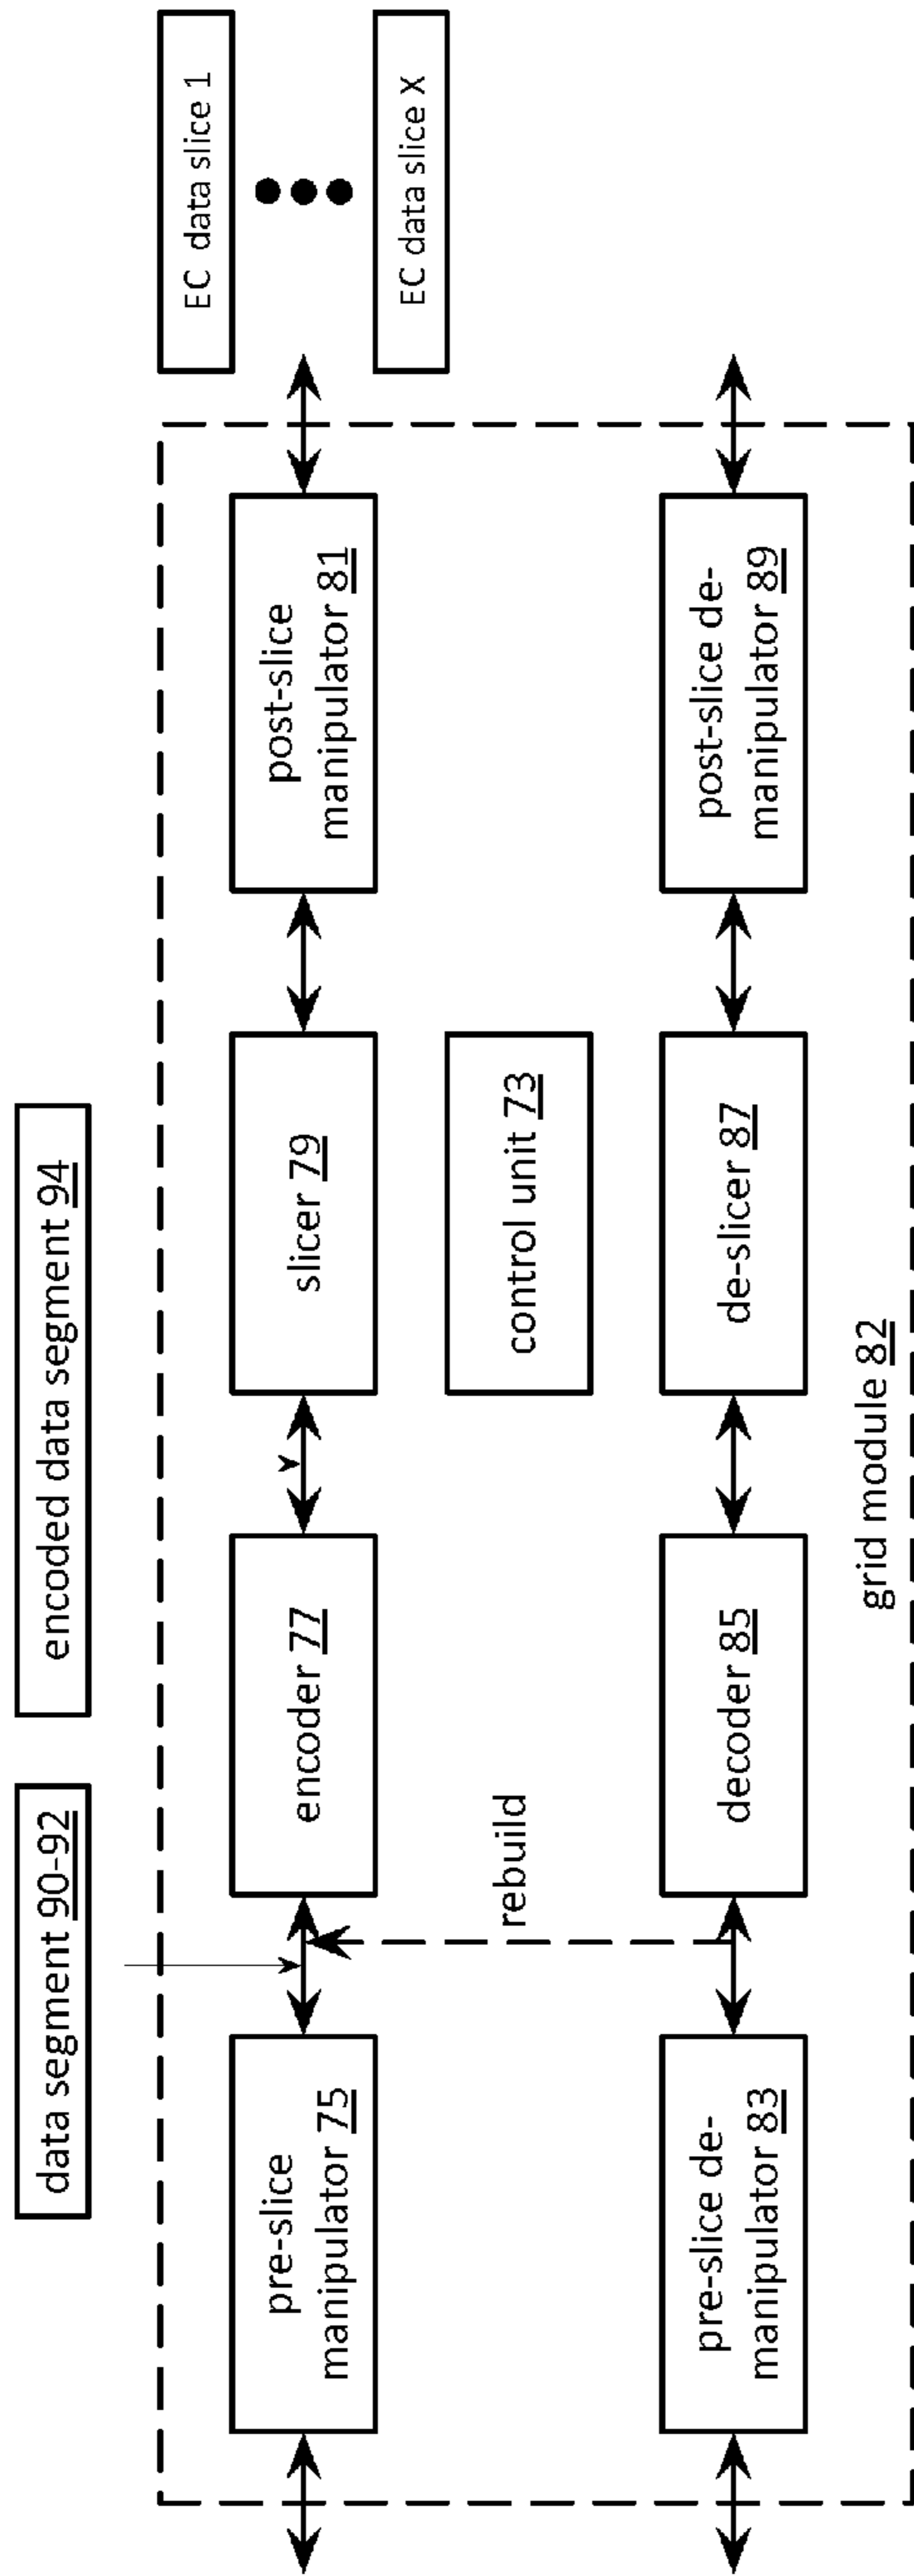 data segment 90-92
encoded data segment 94
EC data slice 1
EC data slice X
pre-slice
manipulator 75
encoder 77
slicer 79
post-slice
manipulator 81
rebuild
control unit 73
pre-slice de-
manipulator 83
decoder 85
de-slicer 87
post-slice de-
manipulator 89
grid module 82